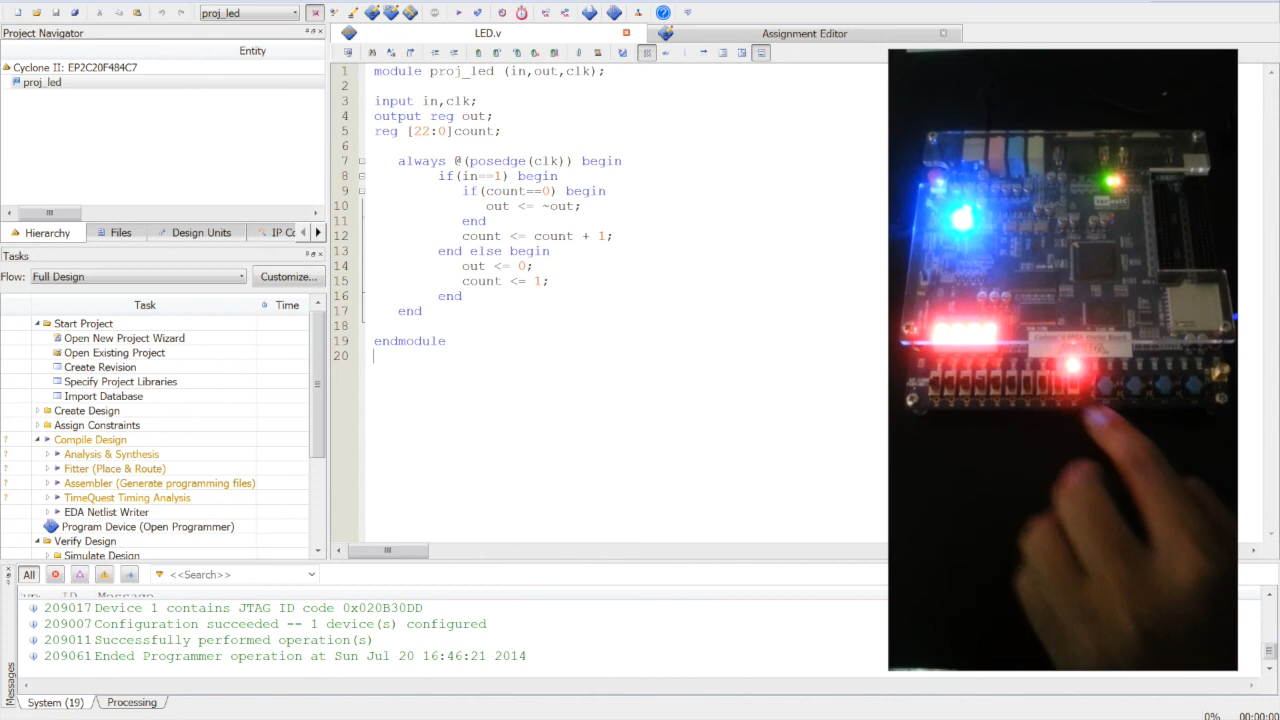 proj_led
Project Navigator
Entity
Cyclone II: EP2C20F484C7
proj_led
Hierarchy Files Design Units IP Co
Tasks
Flow: Full Design Customize...
Task Time
Start Project
Open New Project Wizard
Open Existing Project
Create Revision
Specify Project Libraries
Import Database
Create Design
Assign Constraints
Compile Design
Analysis & Synthesis
Fitter (Place & Route)
Assembler (Generate programming files)
TimeQuest Timing Analysis
EDA Netlist Writer
Program Device (Open Programmer)
Verify Design
Simulate Design
LED.v Assignment Editor
1 module proj_led (in,out,clk);
2
3 input in,clk;
4 output reg out;
5 reg [22:0]count;
6
7 always @(posedge(clk)) begin
8 if(in==1) begin
9 if(count==0) begin
10 out <= ~out;
11 end
12 count <= count + 1;
13 end else begin
14 out <= 0;
15 count <= 1;
16 end
17 end
18
19 endmodule
20
All <<Search>>
209017 Device 1 contains JTAG ID code 0x020B30DD
209007 Configuration succeeded -- 1 device(s) configured
209011 Successfully performed operation(s)
209061 Ended Programmer operation at Sun Jul 20 16:46:21 2014
Messages
System (19) Processing
0% 00:00:00